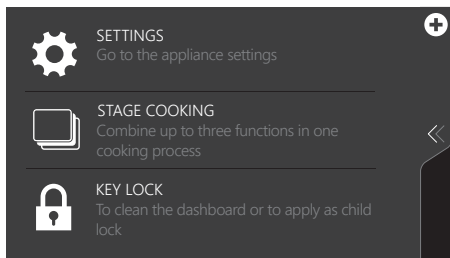 SETTINGS
Go to the appliance settings
STAGE COOKING
Combine up to three functions in one
cooking process
KEY LOCK
To clean the dashboard or to apply as child
lock